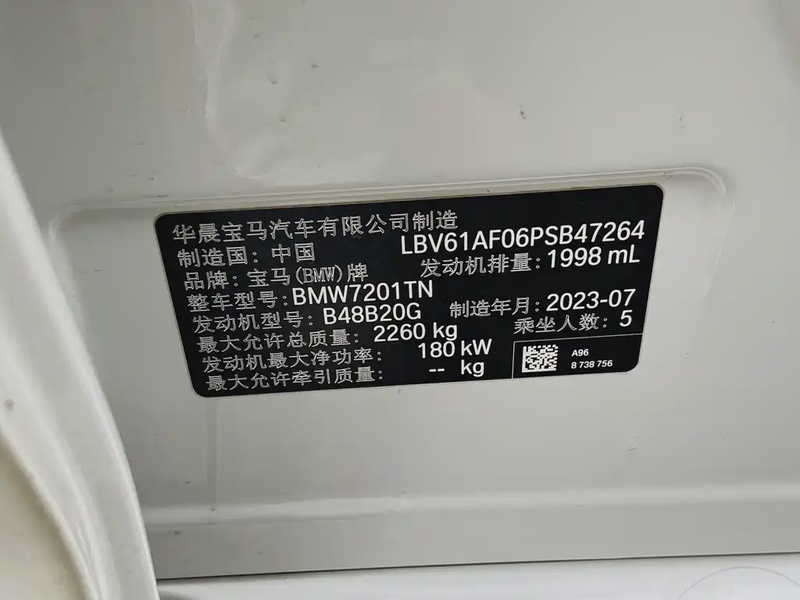 华晨宝马汽车有限公司制造
制造国: 中国 LBV61AF06PSB47264
品牌: 宝马(BMW)牌 发动机排量: 1998 mL
整车型号: BMW7201TN
发动机型号: B48B20G 制造年月: 2023-07
最大允许总质量: 2260 kg 乘坐人数: 5
发动机最大净功率: 180 kW
最大允许牵引质量: -- kg
A96
8 738 756